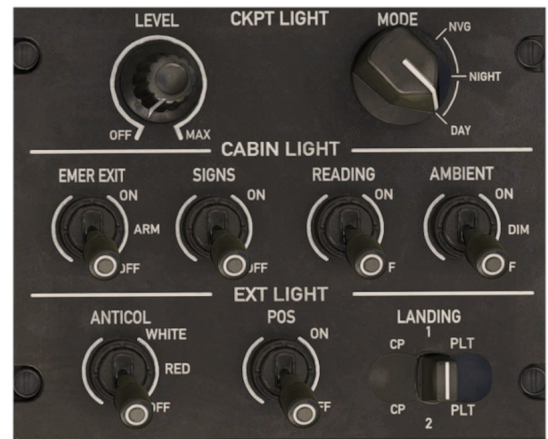 LEVEL CKPT LIGHT MODE
NVG
NIGHT
OFF MAX DAY
CABIN LIGHT
EMER EXIT SIGNS READING AMBIENT
ON ON ON ON
ARM DIM
EXT LIGHT
ANTICOL POS LANDING
WHITE ON 1
CP PLT
RED
CP PLT
2